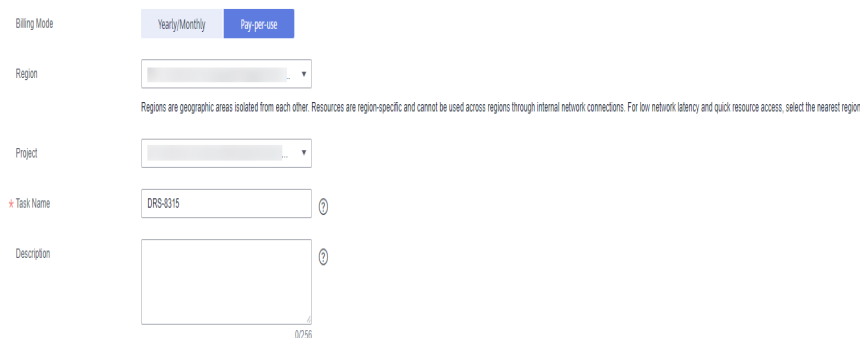 Billing Mode
Yearly/Monthly Pay-per-use
Region
...
Regions are geographic areas isolated from each other. Resources are region-specific and cannot be used across regions through internal network connections. For low network latency and quick resource access, select the nearest region
Project
...
* Task Name
DRS-8315
?
Description
?
0/256